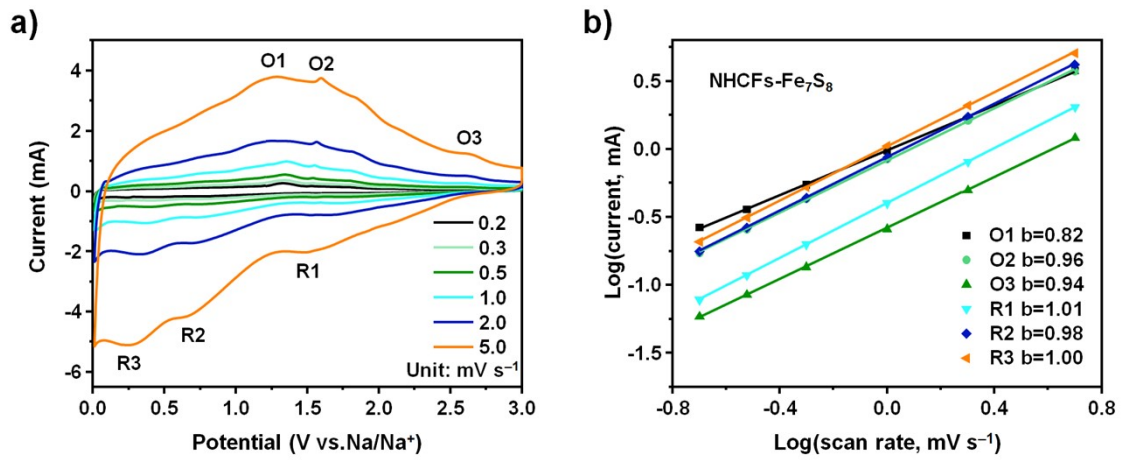 a)
O1
O2
O3
R1
R2
R3
4
2
0
-2
-4
-6
Current (mA)
0.2
0.3
0.5
1.0
2.0
5.0
Unit: mV s⁻¹
0.0 0.5 1.0 1.5 2.0 2.5 3.0
Potential (V vs.Na/Na⁺)
b)
NHCFs-Fe₇S₈
0.5
0.0
-0.5
-1.0
-1.5
Log(current, mA)
O1 b=0.82
O2 b=0.96
O3 b=0.94
R1 b=1.01
R2 b=0.98
R3 b=1.00
-0.8 -0.4 0.0 0.4 0.8
Log(scan rate, mV s⁻¹)